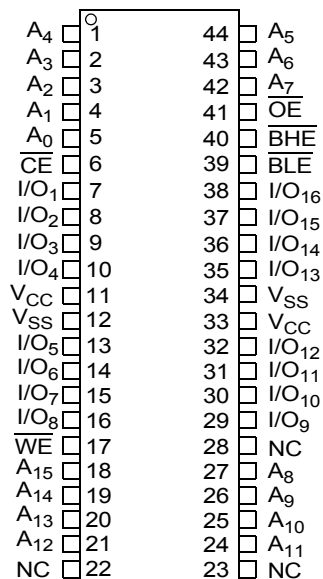 A4 1 44 A5
A3 2 43 A6
A2 3 42 A7
A1 4 41 OE
A0 5 40 BHE
CE 6 39 BLE
I/O1 7 38 I/O16
I/O2 8 37 I/O15
I/O3 9 36 I/O14
I/O4 10 35 I/O13
VCC 11 34 VSS
VSS 12 33 VCC
I/O5 13 32 I/O12
I/O6 14 31 I/O11
I/O7 15 30 I/O10
I/O8 16 29 I/O9
WE 17 28 NC
A15 18 27 A8
A14 19 26 A9
A13 20 25 A10
A12 21 24 A11
NC 22 23 NC